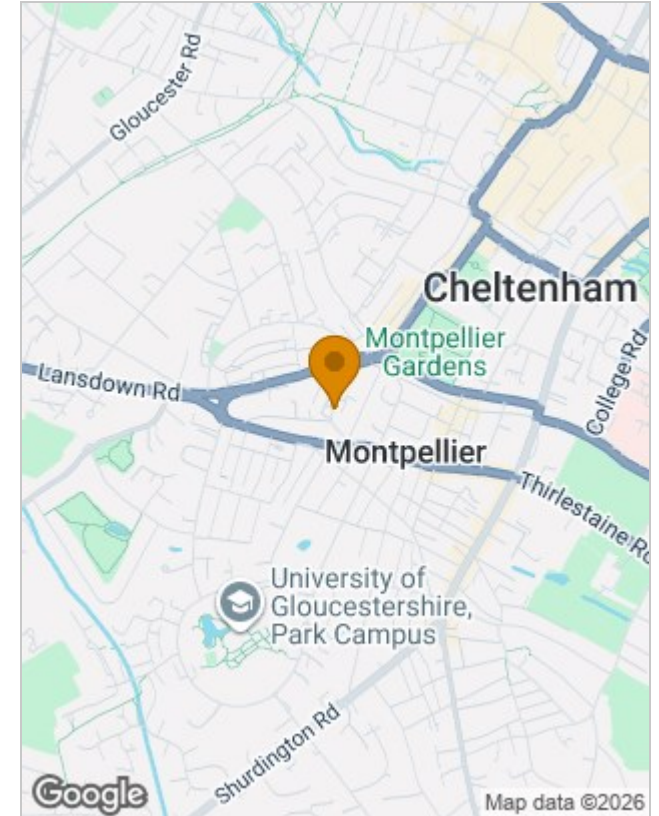 Gloucester Rd
Cheltenham
Montpellier
Gardens
Lansdown Rd
College Rd
Montpellier
Thirlestaine Rd
University of
Gloucestershire,
Park Campus
Shurdington Rd
Google
Map data ©2026